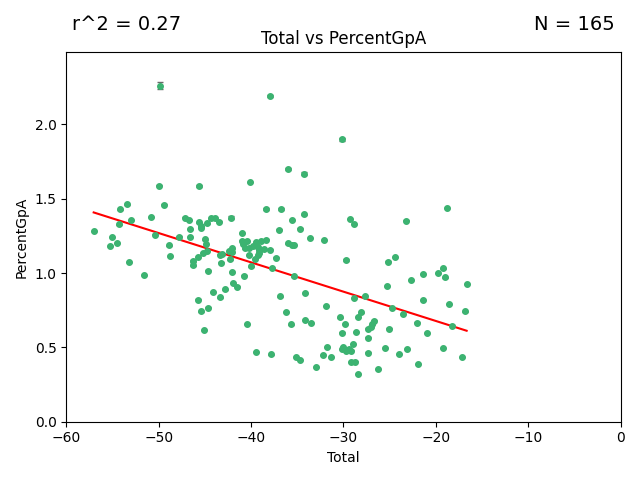 r^2 = 0.27
N = 165
Total vs PercentGpA
PercentGpA
2.0
1.5
1.0
0.5
0.0
−60
−50
−40
−30
−20
−10
0
Total